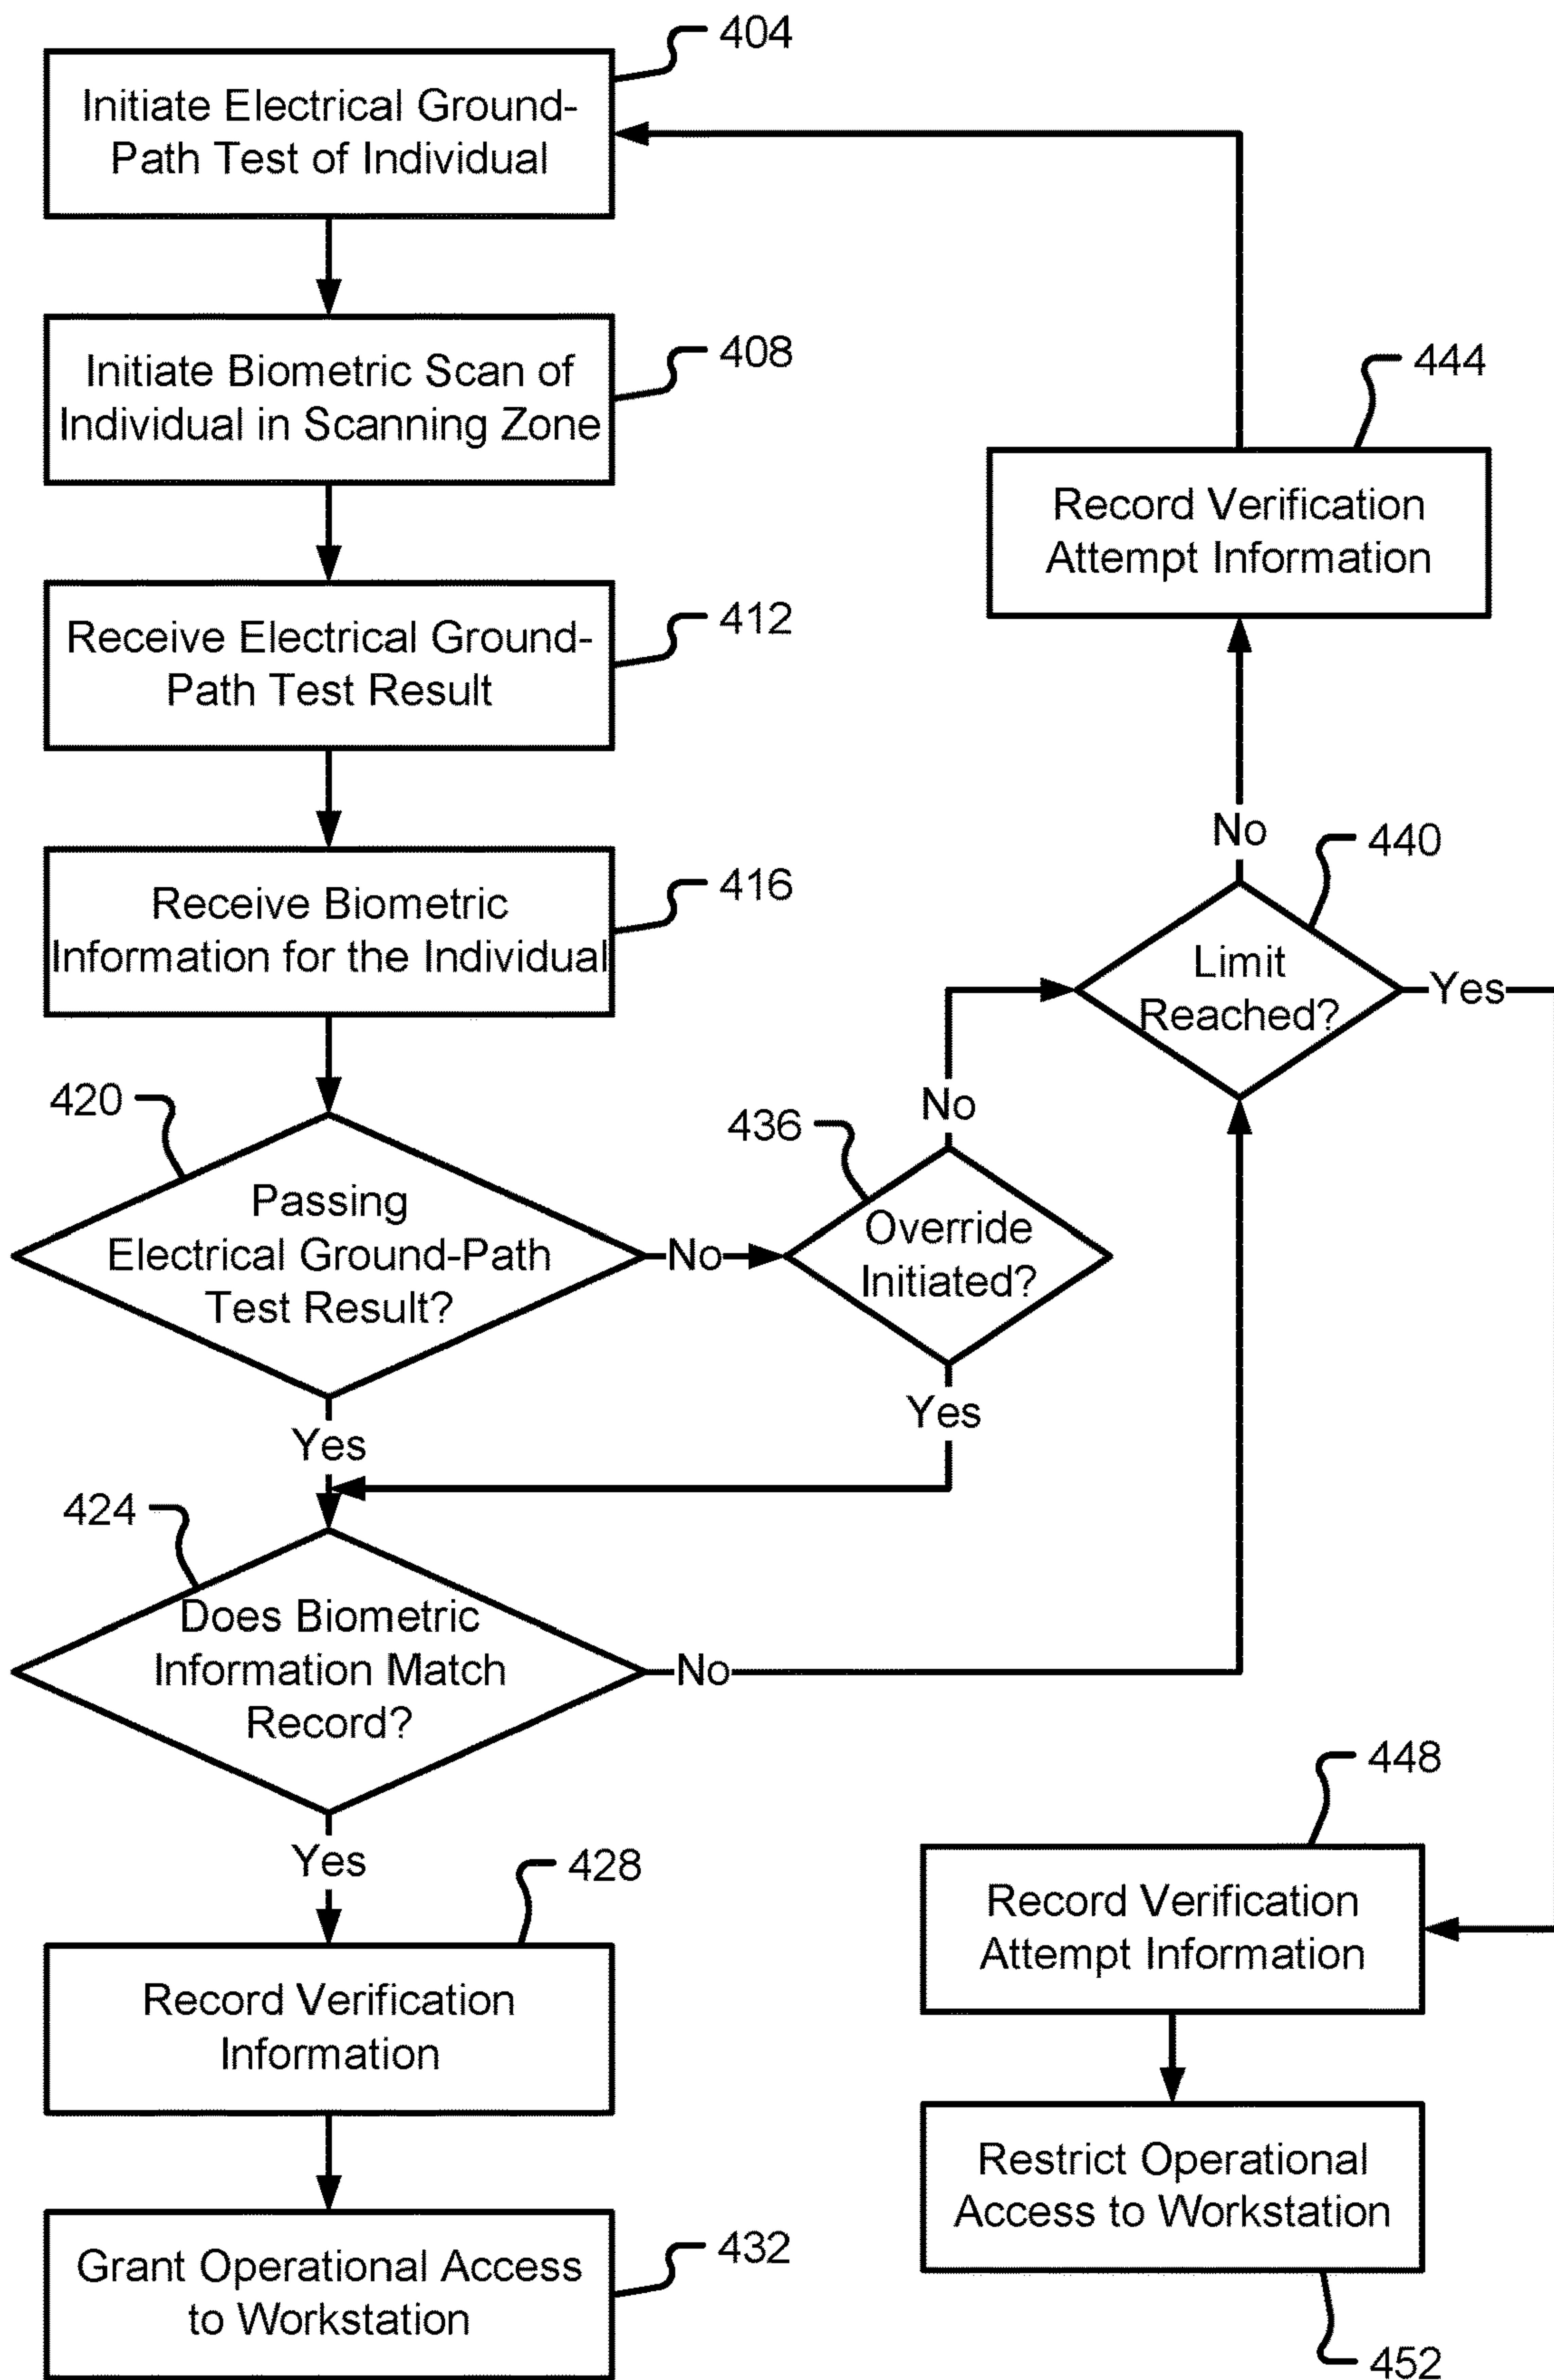 404
Initiate Electrical Ground-
Path Test of Individual
408
Initiate Biometric Scan of
Individual in Scanning Zone
412
Receive Electrical Ground-
Path Test Result
416
Receive Biometric
Information for the Individual
420
Passing
Electrical Ground-Path
Test Result?
No
Yes
436
Override
Initiated?
No
Yes
440
Limit
Reached?
No
Yes
444
Record Verification
Attempt Information
424
Does Biometric
Information Match
Record?
No
Yes
428
Record Verification
Information
432
Grant Operational Access
to Workstation
448
Record Verification
Attempt Information
Restrict Operational
Access to Workstation
452